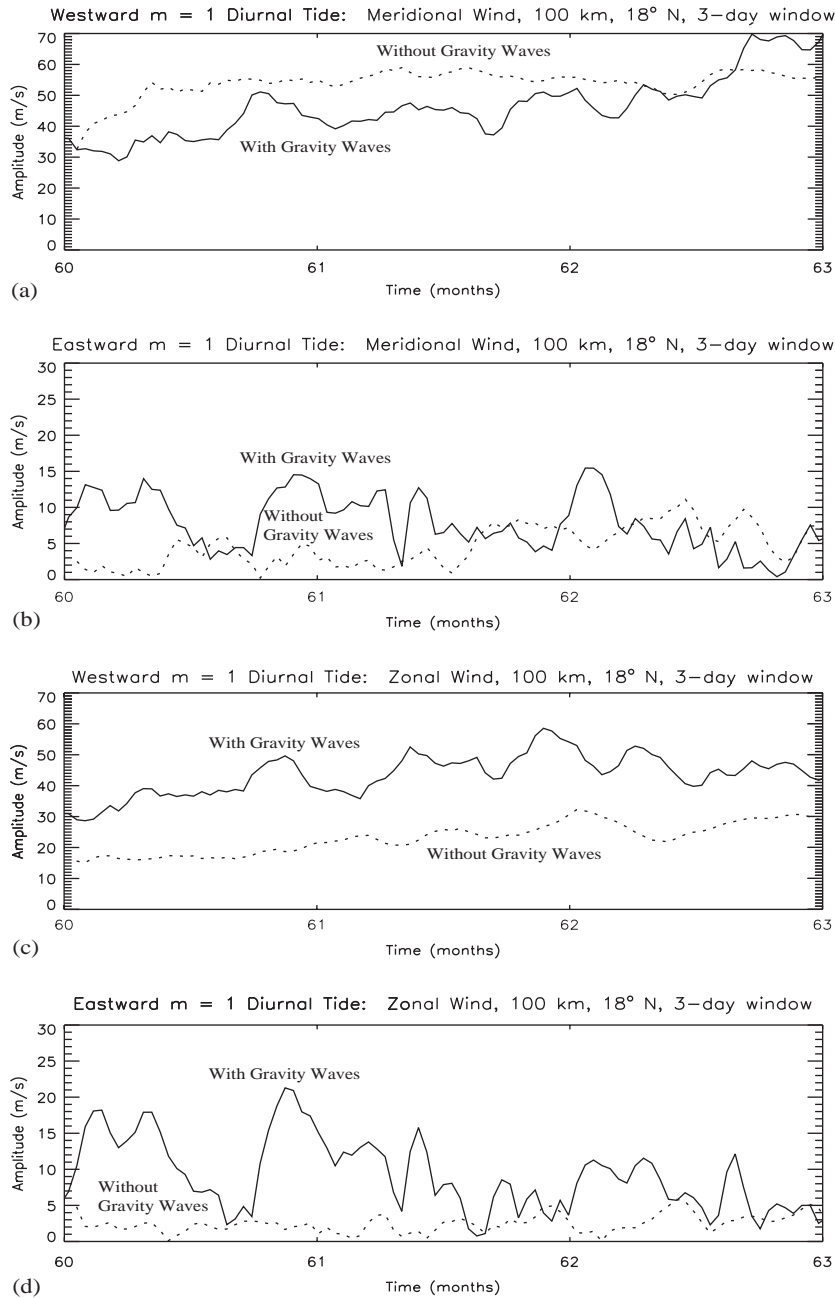 Westward m = 1 Diurnal Tide: Meridional Wind, 100 km, 18° N, 3-day window
70
60
50
40
30
20
10
0
Amplitude (m/s)
Without Gravity Waves
With Gravity Waves
60 61 62 63
Time (months)
(a)
Eastward m = 1 Diurnal Tide: Meridional Wind, 100 km, 18° N, 3-day window
30
25
20
15
10
5
0
Amplitude (m/s)
With Gravity Waves
Without
Gravity Waves
60 61 62 63
Time (months)
(b)
Westward m = 1 Diurnal Tide: Zonal Wind, 100 km, 18° N, 3-day window
70
60
50
40
30
20
10
0
Amplitude (m/s)
With Gravity Waves
Without Gravity Waves
60 61 62 63
Time (months)
(c)
Eastward m = 1 Diurnal Tide: Zonal Wind, 100 km, 18° N, 3-day window
30
25
20
15
10
5
0
Amplitude (m/s)
With Gravity Waves
Without
Gravity Waves
60 61 62 63
Time (months)
(d)